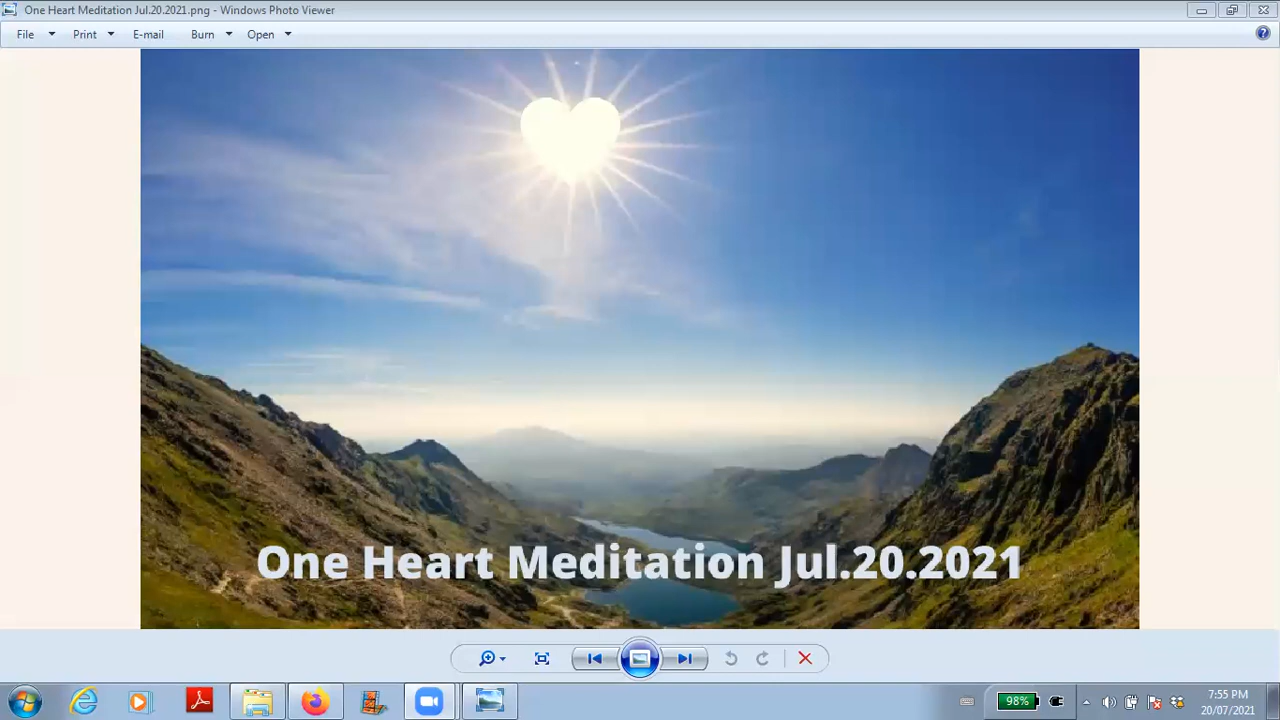 One Heart Meditation Jul.20.2021.png - Windows Photo Viewer
File Print E-mail Burn Open
One Heart Meditation Jul.20.2021
98%
7:55 PM
20/07/2021